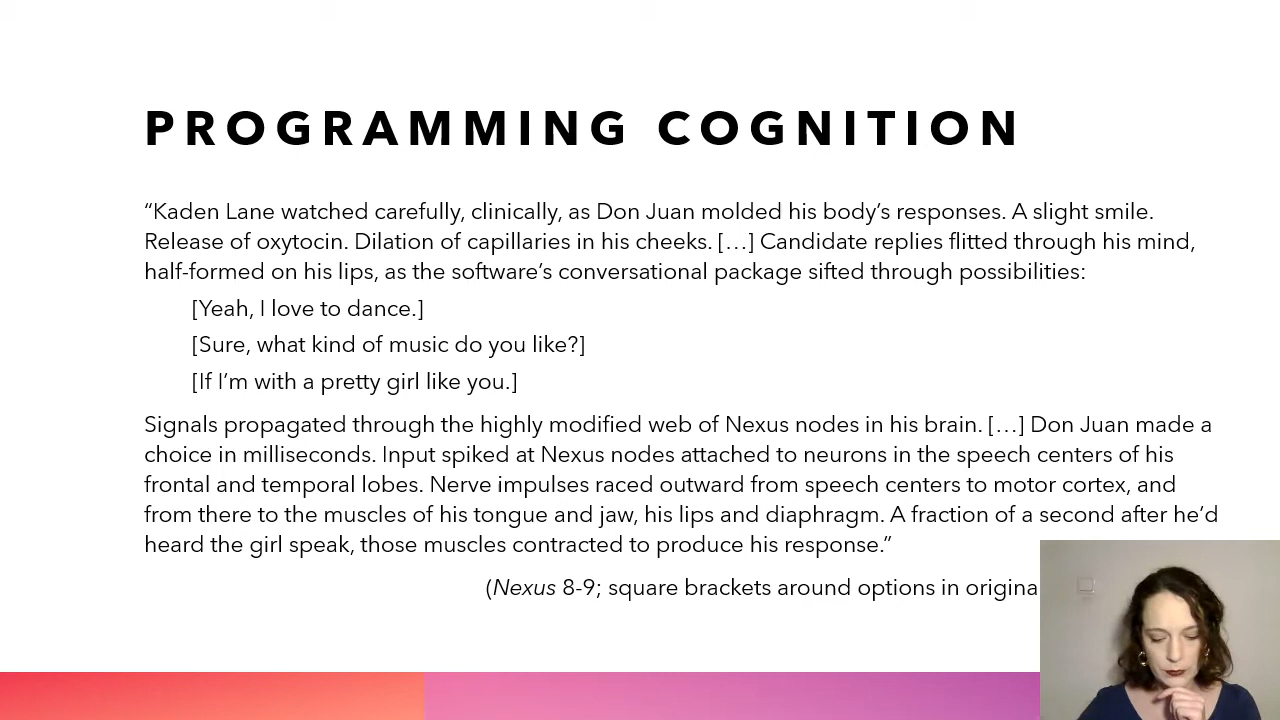 PROGRAMMING COGNITION
“Kaden Lane watched carefully, clinically, as Don Juan molded his body’s responses. A slight smile.
Release of oxytocin. Dilation of capillaries in his cheeks. […] Candidate replies flitted through his mind,
half-formed on his lips, as the software’s conversational package sifted through possibilities:
[Yeah, I love to dance.]
[Sure, what kind of music do you like?]
[If I’m with a pretty girl like you.]
Signals propagated through the highly modified web of Nexus nodes in his brain. […] Don Juan made a
choice in milliseconds. Input spiked at Nexus nodes attached to neurons in the speech centers of his
frontal and temporal lobes. Nerve impulses raced outward from speech centers to motor cortex, and
from there to the muscles of his tongue and jaw, his lips and diaphragm. A fraction of a second after he’d
heard the girl speak, those muscles contracted to produce his response.”
(Nexus 8-9; square brackets around options in origina